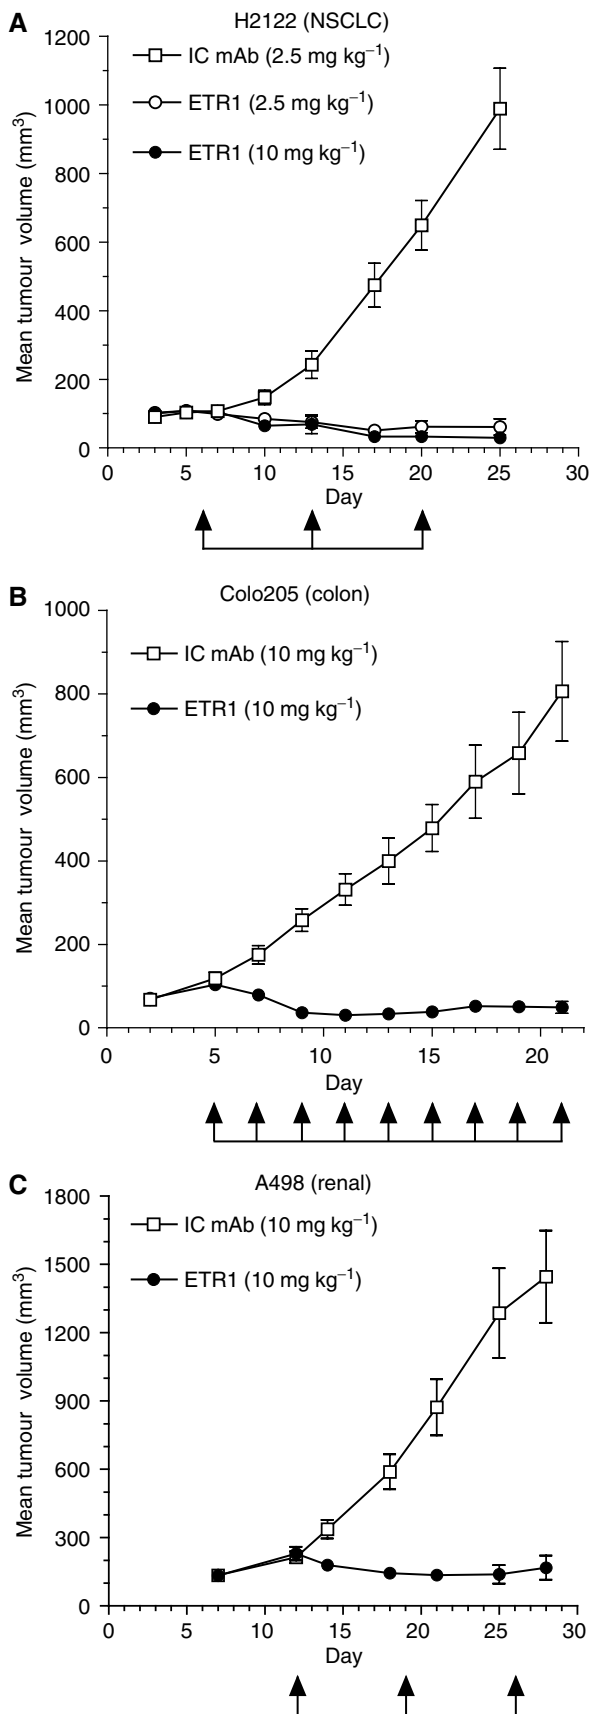 A
H2122 (NSCLC)
1200
1000
800
600
400
200
0
Mean tumour volume (mm³)
IC mAb (2.5 mg kg⁻¹)
ETR1 (2.5 mg kg⁻¹)
ETR1 (10 mg kg⁻¹)
0 5 10 15 20 25 30
Day
B
Colo205 (colon)
1000
800
600
400
200
0
Mean tumour volume (mm³)
IC mAb (10 mg kg⁻¹)
ETR1 (10 mg kg⁻¹)
0 5 10 15 20
Day
C
A498 (renal)
1800
1500
1200
900
600
300
0
Mean tumour volume (mm³)
IC mAb (10 mg kg⁻¹)
ETR1 (10 mg kg⁻¹)
0 5 10 15 20 25 30
Day